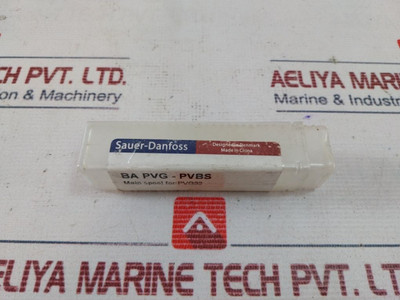 TECH PVT. LTD.
on & Machinery
AELIYA MARINE
Marine & Industri
Sauer-Danfoss
Designed in Denmark
Made in China
BA PVG - PVBS
Main spool for PVG32
AELIYA MARINE TECH PVT. LTD.